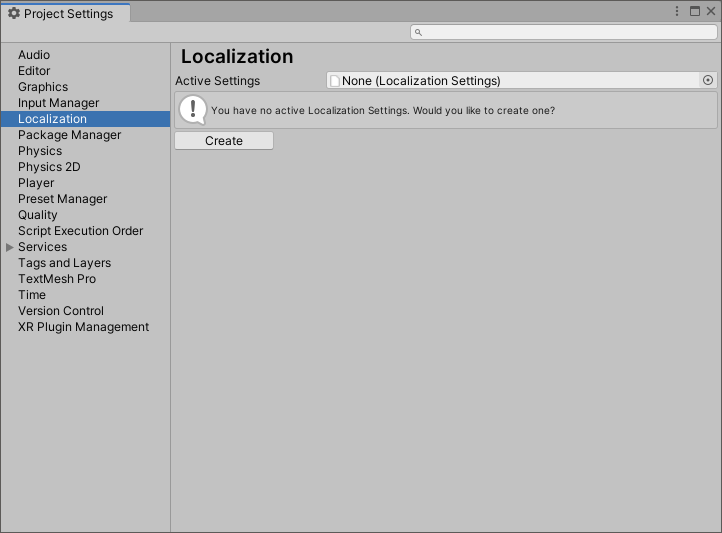 Project Settings
Audio
Editor
Graphics
Input Manager
Localization
Package Manager
Physics
Physics 2D
Player
Preset Manager
Quality
Script Execution Order
Services
Tags and Layers
TextMesh Pro
Time
Version Control
XR Plugin Management
Localization
Active Settings None (Localization Settings)
You have no active Localization Settings. Would you like to create one?
Create